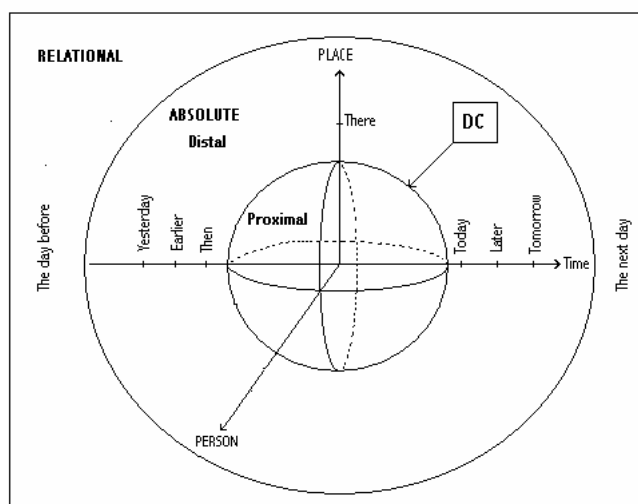 RELATIONAL
PLACE
ABSOLUTE
Distal
There
DC
Proximal
The day before
Yesterday
Earlier
Then
Today
Later
Tomorrow
Time
The next day
PERSON